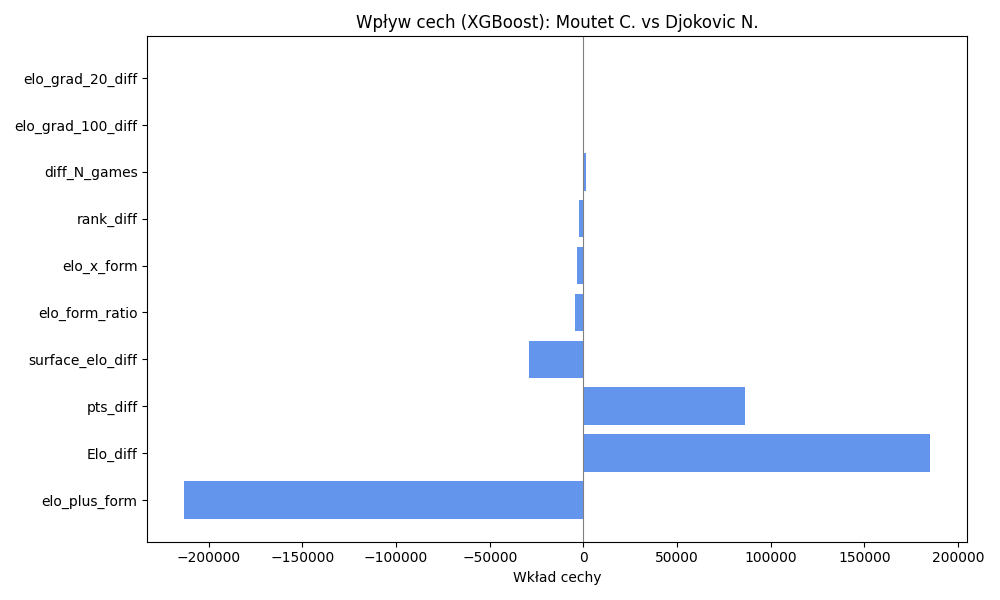 Wpływ cech (XGBoost): Moutet C. vs Djokovic N.
elo_grad_20_diff
elo_grad_100_diff
diff_N_games
rank_diff
elo_x_form
elo_form_ratio
surface_elo_diff
pts_diff
Elo_diff
elo_plus_form
−200000 −150000 −100000 −50000 0 50000 100000 150000 200000
Wkład cechy